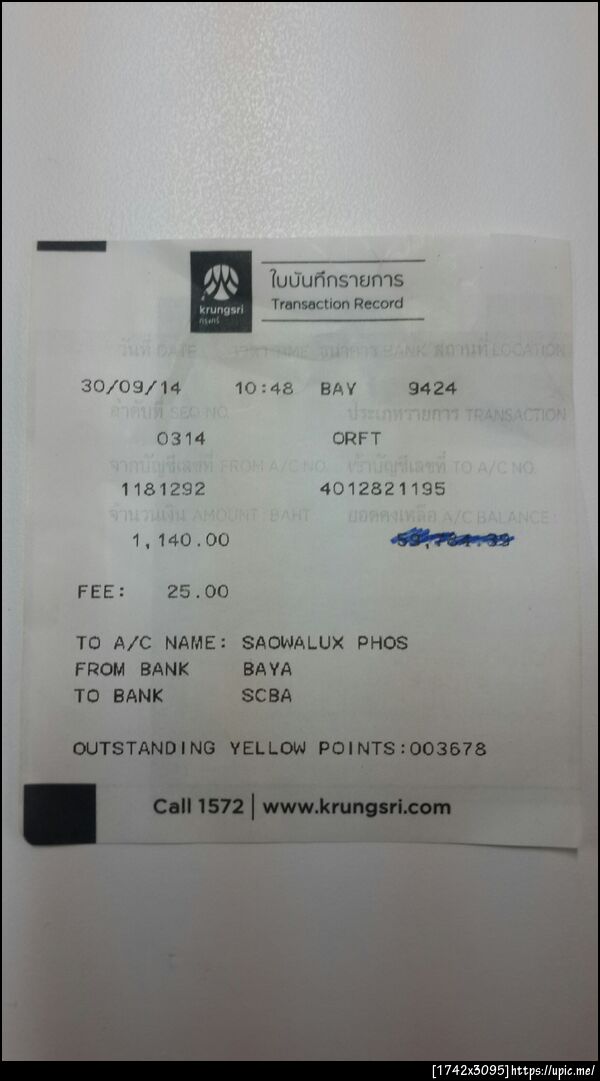 krungsri
กรุงศรี
ใบบันทึกรายการ
Transaction Record
วันที่ DATE เวลา TIME ธนาคาร BANK สถานที่ LOCATION
30/09/14 10:48 BAY 9424
ลำดับที่ SEQ NO. ประเภทรายการ TRANSACTION
0314 ORFT
จากบัญชีเลขที่ FROM A/C NO. เข้าบัญชีเลขที่ TO A/C NO.
1181292 4012821195
จำนวนเงิน AMOUNT : BAHT ยอดคงเหลือ A/C BALANCE :
1,140.00
FEE: 25.00
TO A/C NAME: SAOWALUX PHOS
FROM BANK BAYA
TO BANK SCBA
OUTSTANDING YELLOW POINTS:003678
Call 1572 | www.krungsri.com
[1742x3095]https://upic.me/